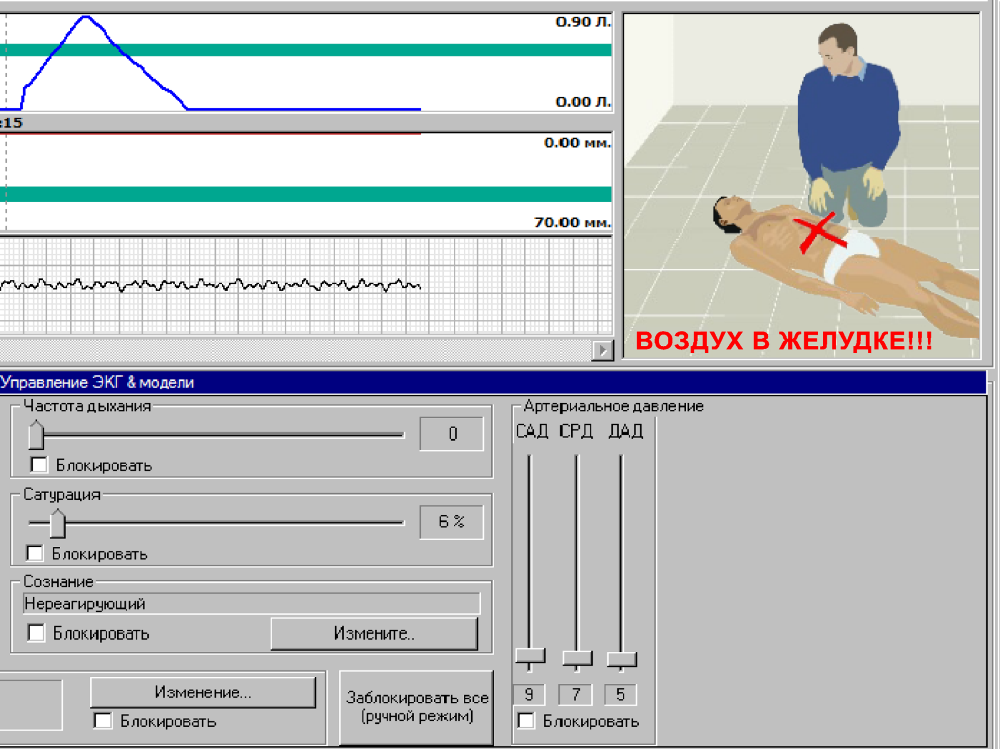 0.90 Л.
0.00 Л.
:15
0.00 мм.
70.00 мм.
ВОЗДУХ В ЖЕЛУДКЕ!!!
Управление ЭКГ & модели
Частота дыхания
0
Блокировать
Сатурация
6 %
Блокировать
Сознание
Нереагирующий
Блокировать
Измените..
Изменение...
Блокировать
Заблокировать все
(ручной режим)
Артериальное давление
САД СРД ДАД
9 7 5
Блокировать